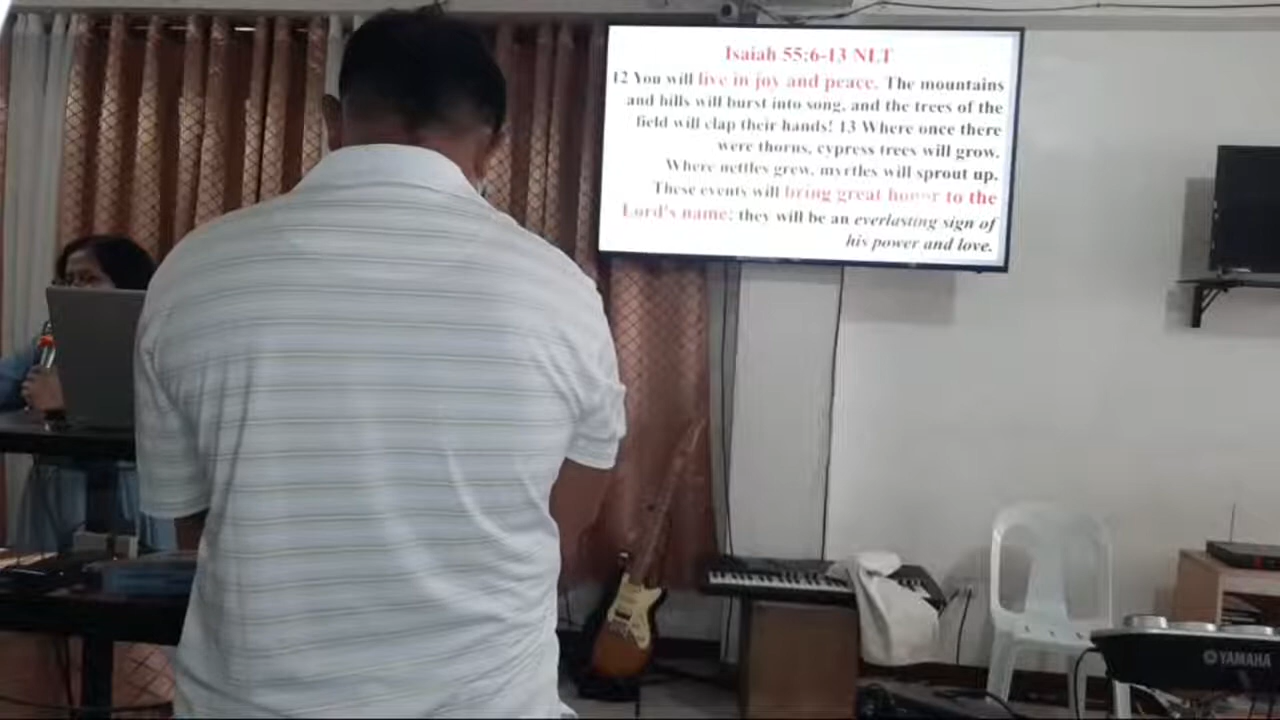 Isaiah 55:6-13 NLT
12 You will live in joy and peace. The mountains
and hills will burst into song, and the trees of the
field will clap their hands! 13 Where once there
were thorns, cypress trees will grow.
Where nettles grew, myrtles will sprout up.
These events will bring great honor to the
Lord's name; they will be an everlasting sign of
his power and love.
YAMAHA